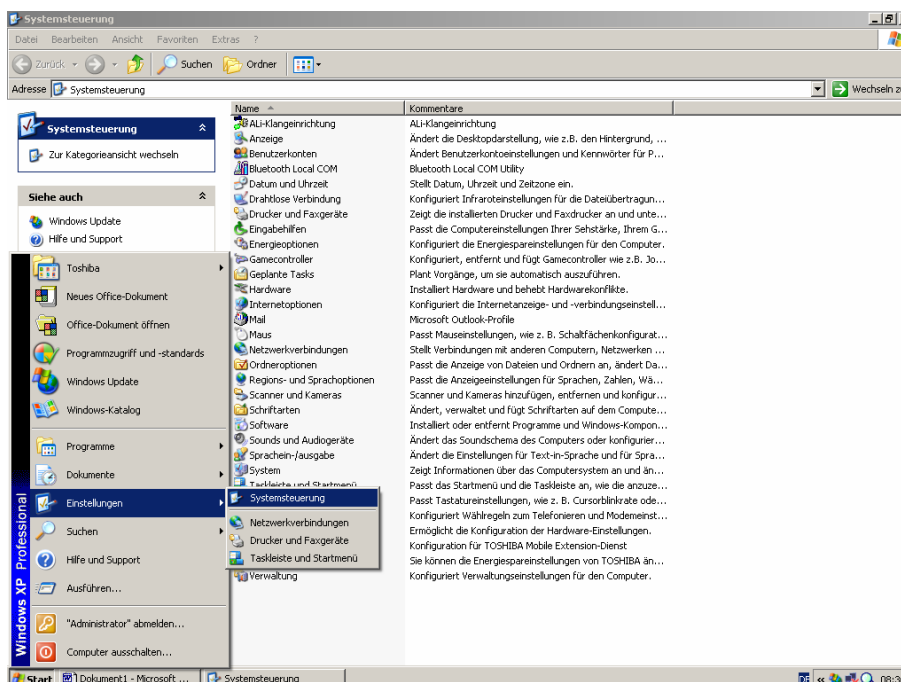 Systemsteuerung
Datei Bearbeiten Ansicht Favoriten Extras ?
Zurück Suchen Ordner
Adresse Systemsteuerung Wechseln
Systemsteuerung
Zur Kategorieansicht wechseln
Siehe auch
Windows Update
Hilfe und Support
Name Kommentare
ALi-Klangeinrichtung ALi-Klangeinrichtung
Anzeige Ändert die Desktopdarstellung, wie z.B. den Hintergrund, ...
Benutzerkonten Ändert Benutzerkontoeinstellungen und Kennwörter für P...
Bluetooth Local COM Bluetooth Local COM Utility
Datum und Uhrzeit Stellt Datum, Uhrzeit und Zeitzone ein.
Drahtlose Verbindung Konfiguriert Infraroteinstellungen für die Dateiübertragun...
Drucker und Faxgeräte Zeigt die installierten Drucker und Faxdrucker an und unte...
Eingabehilfen Passt die Computereinstellungen Ihrer Sehstärke, Ihrem G...
Energieoptionen Konfiguriert die Energiespareinstellungen für den Computer.
Gamecontroller Konfiguriert, entfernt und fügt Gamecontroller wie z.B. Jo...
Geplante Tasks Plant Vorgänge, um sie automatisch auszuführen.
Hardware Installiert Hardware und behebt Hardwarekonflikte.
Internetoptionen Konfiguriert die Internetanzeige- und -verbindungseinstell...
Mail Microsoft Outlook-Profile
Maus Passt Mauseinstellungen, wie z. B. Schaltfächenkonfigurat...
Netzwerkverbindungen Stellt Verbindungen mit anderen Computern, Netzwerken ...
Ordneroptionen Passt die Anzeige von Dateien und Ordnern an, ändert Da...
Regions- und Sprachoptionen Passt die Anzeigeeinstellungen für Sprachen, Zahlen, Wä...
Scanner und Kameras Scanner und Kameras hinzufügen, entfernen und konfigur...
Schriftarten Ändert, verwaltet und fügt Schriftarten auf dem Compute...
Software Installiert oder entfernt Programme und Windows-Kompon...
Sounds und Audiogeräte Ändert das Soundschema des Computers oder konfigurier...
Sprachein-/ausgabe Ändert die Einstellungen für Text-in-Sprache und für Spra...
System Zeigt Informationen über das Computersystem an und än...
Taskleiste und Startmenü Passt das Startmenü und die Taskleiste an, wie die anzuze...
Passt Tastatureinstellungen, wie z. B. Cursorblinkrate ode...
Konfiguriert Wählregeln zum Telefonieren und Modemeinst...
Ermöglicht die Konfiguration der Hardware-Einstellungen.
Konfiguration für TOSHIBA Mobile Extension-Dienst
Sie können die Energiespareinstellungen von TOSHIBA än...
Verwaltung Konfiguriert Verwaltungseinstellungen für den Computer.
Toshiba
Neues Office-Dokument
Office-Dokument öffnen
Programmzugriff und -standards
Windows Update
Windows-Katalog
Programme
Dokumente
Einstellungen
Suchen
Hilfe und Support
Ausführen...
"Administrator" abmelden...
Computer ausschalten...
Windows XP Professional
Systemsteuerung
Netzwerkverbindungen
Drucker und Faxgeräte
Taskleiste und Startmenü
Start Dokument1 - Microsoft ... Systemsteuerung DE «